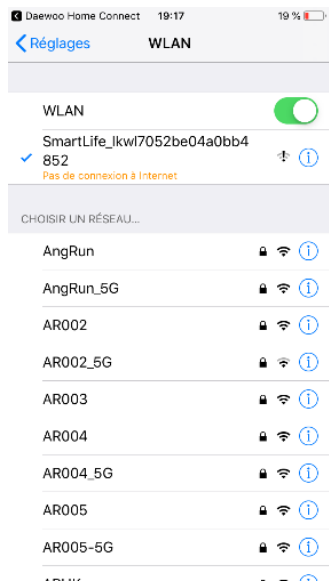 Daewoo Home Connect 19:17 19 %
Réglages WLAN
WLAN
SmartLife_lkwl7052be04a0bb4
852
Pas de connexion à Internet
CHOISIR UN RÉSEAU...
AngRun
AngRun_5G
AR002
AR002_5G
AR003
AR004
AR004_5G
AR005
AR005-5G